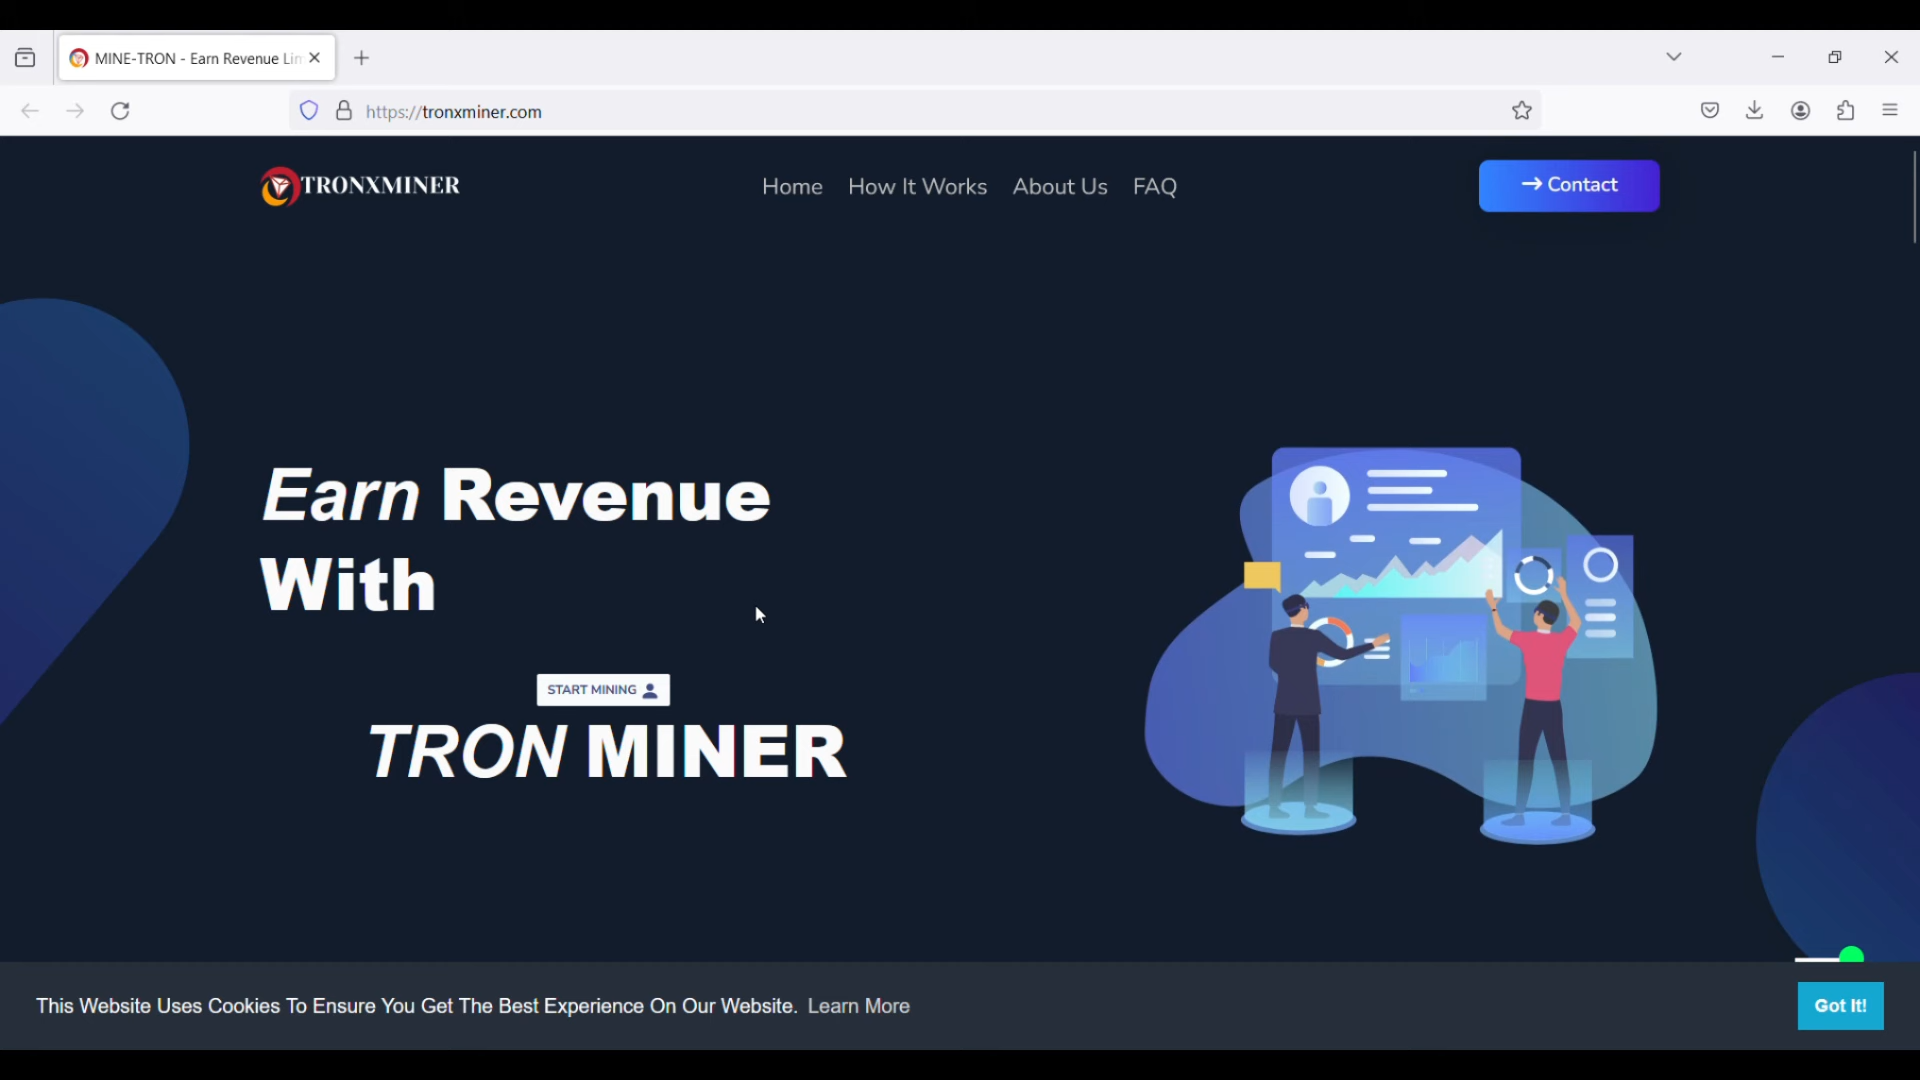 MINE-TRON - Earn Revenue Lin
https://tronxminer.com
TRONXMINER
Home
How It Works
About Us
FAQ
Contact
Earn Revenue
With
START MINING
TRON MINER
This Website Uses Cookies To Ensure You Get The Best Experience On Our Website. Learn More
Got It!